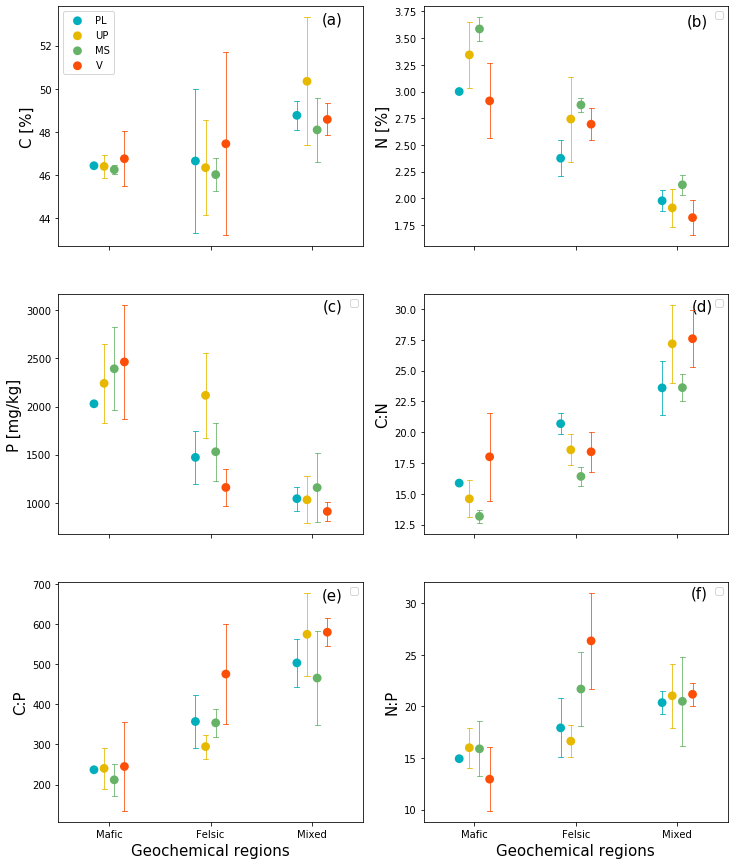 (a)
PL
UP
MS
V
52
50
48
46
44
C [%]
(b)
3.75
3.50
3.25
3.00
2.75
2.50
2.25
2.00
1.75
N [%]
(c)
3000
2500
2000
1500
1000
P [mg/kg]
(d)
30.0
27.5
25.0
22.5
20.0
17.5
15.0
12.5
C:N
(e)
700
600
500
400
300
200
C:P
Mafic Felsic Mixed
Geochemical regions
(f)
30
25
20
15
10
N:P
Mafic Felsic Mixed
Geochemical regions